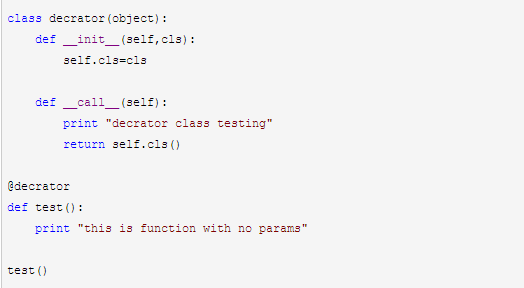 class decrator(object):
    def __init__(self,cls):
        self.cls=cls

    def __call__(self):
        print "decrator class testing"
        return self.cls()

@decrator
def test():
    print "this is function with no params"

test()